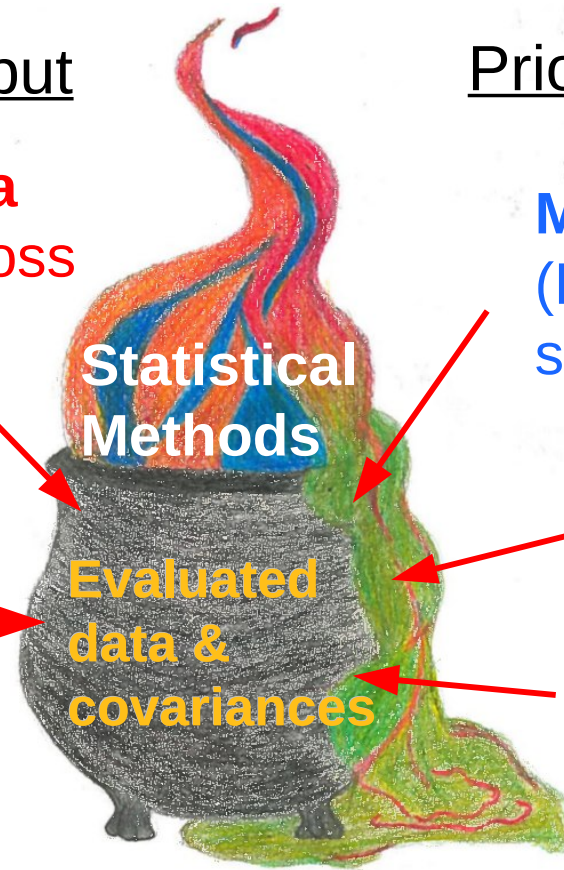 put
Pric
a
oss
M
(
s
Statistical
Methods
Evaluated
data &
covariances